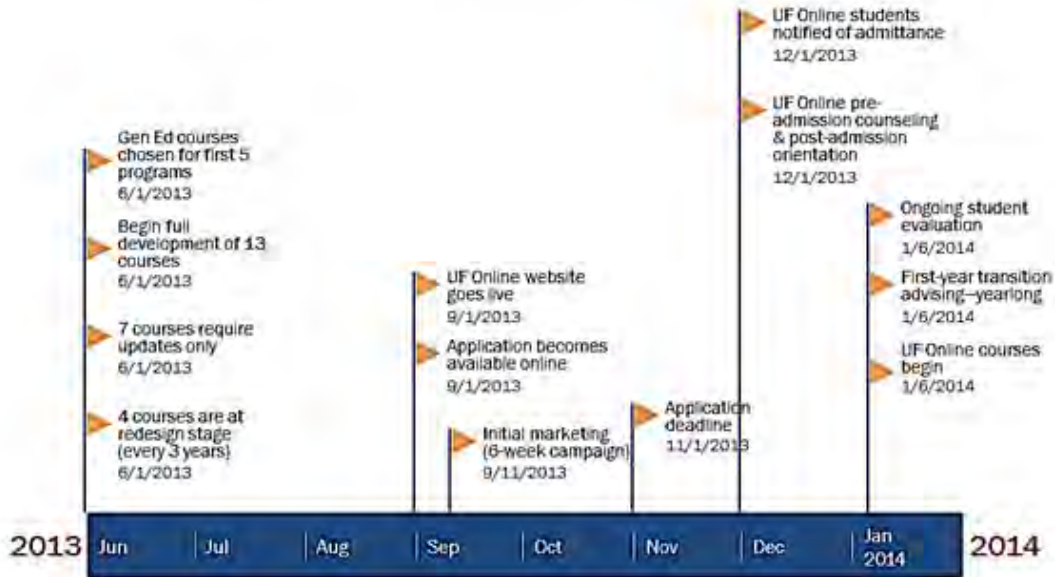 Gen Ed courses
chosen for first 5
programs
6/1/2013
Begin full
development of 13
courses
6/1/2013
7 courses require
updates only
6/1/2013
4 courses are at
redesign stage
(every 3 years)
6/1/2013
UF Online website
goes live
9/1/2013
Application becomes
available online
9/1/2013
Initial marketing
(6-week campaign)
9/11/2013
Application
deadline
11/1/2013
UF Online students
notified of admittance
12/1/2013
UF Online pre-
admission counseling
& post-admission
orientation
12/1/2013
Ongoing student
evaluation
1/6/2014
First-year transition
advising—yearlong
1/6/2014
UF Online courses
begin
1/6/2014
2013 Jun Jul Aug Sep Oct Nov Dec Jan 2014 2014